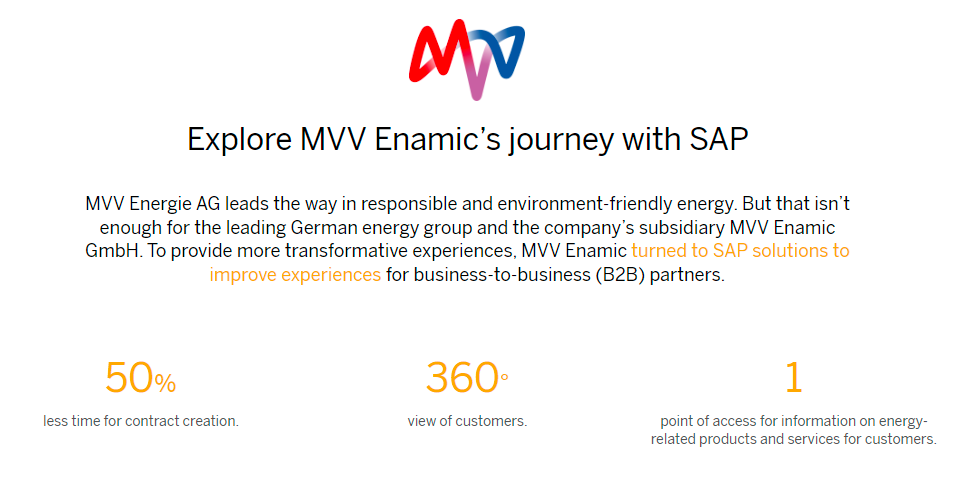 MVV
Explore MVV Enamic’s journey with SAP
MVV Energie AG leads the way in responsible and environment-friendly energy. But that isn’t
enough for the leading German energy group and the company’s subsidiary MVV Enamic
GmbH. To provide more transformative experiences, MVV Enamic turned to SAP solutions to
improve experiences for business-to-business (B2B) partners.
50%
less time for contract creation.
360°
view of customers.
1
point of access for information on energy-
related products and services for customers.